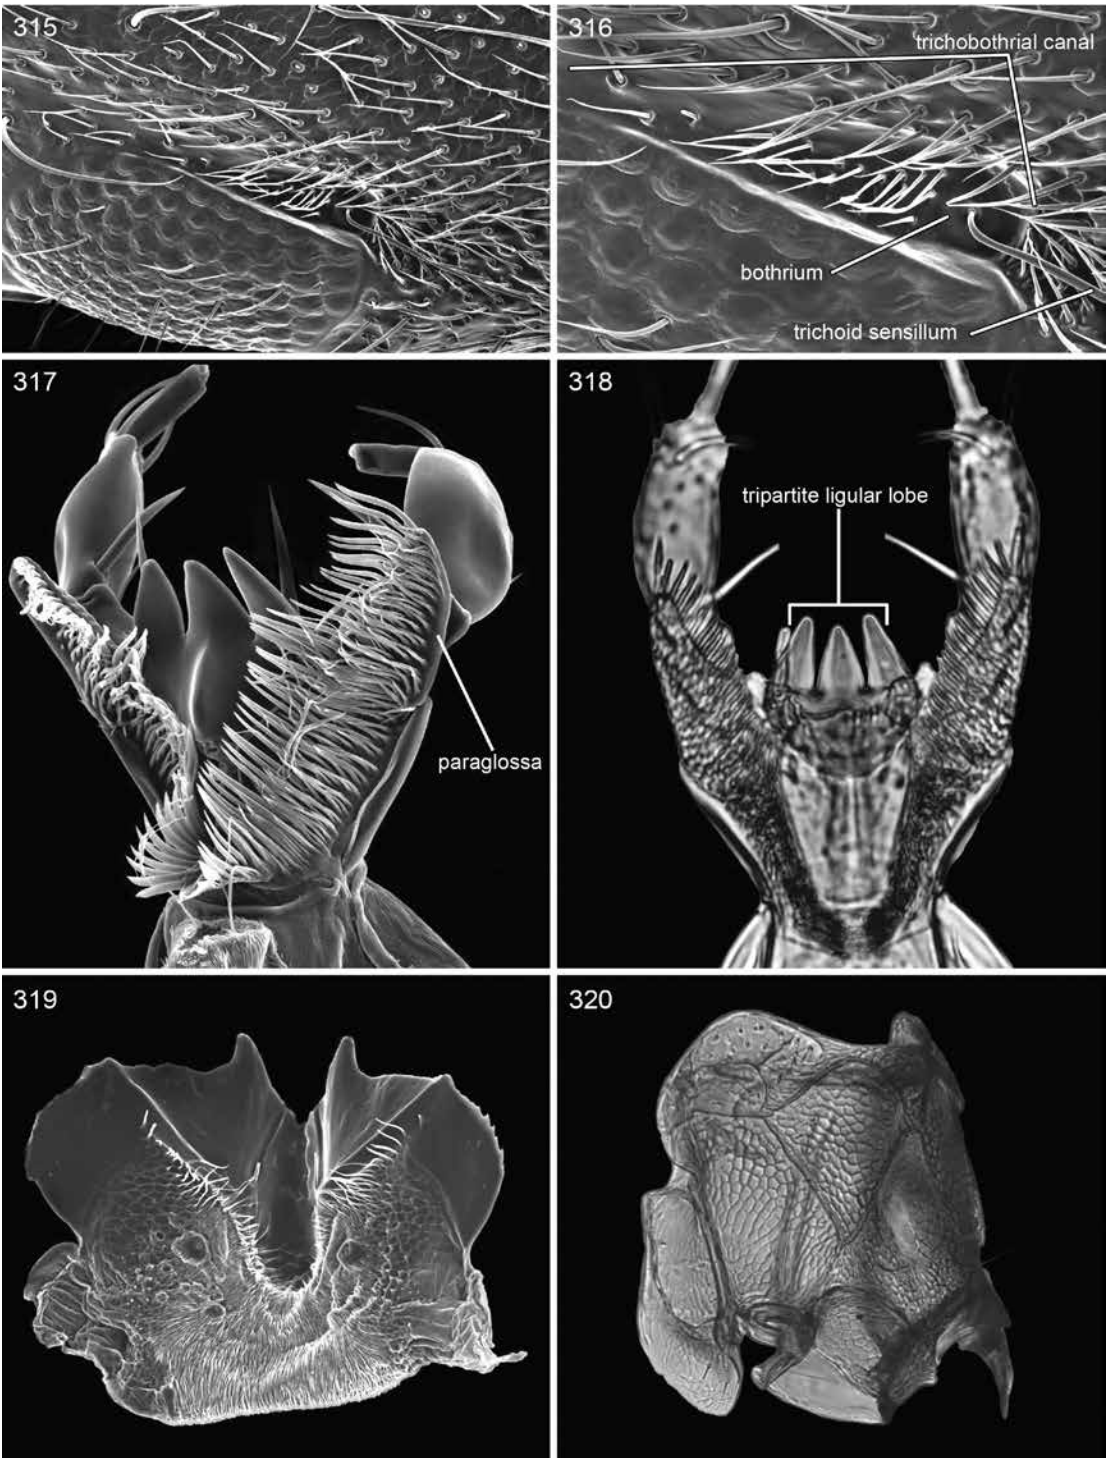 315
316
trichobothrial canal
bothrium
trichoid sensillum
317
318
tripartite ligular lobe
paraglossa
319
320